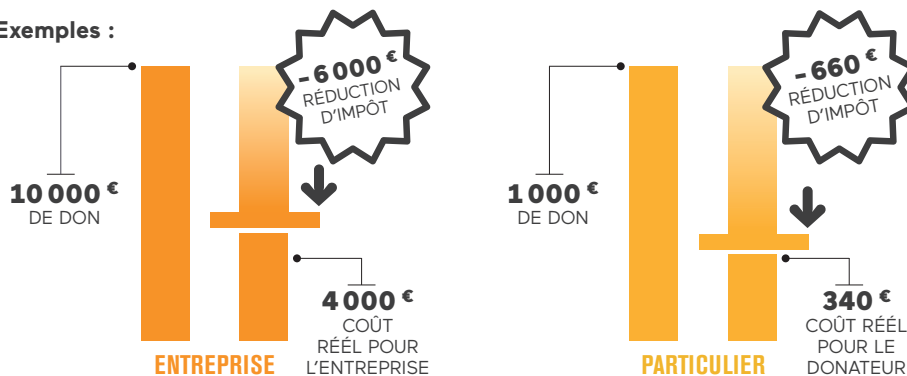 Exemples :
-6 000 €
RÉDUCTION
D'IMPÔT
10 000 €
DE DON
4 000 €
COÛT
RÉEL POUR
L'ENTREPRISE
ENTREPRISE
-660 €
RÉDUCTION
D'IMPÔT
1 000 €
DE DON
340 €
COÛT RÉEL
POUR LE
DONATEUR
PARTICULIER